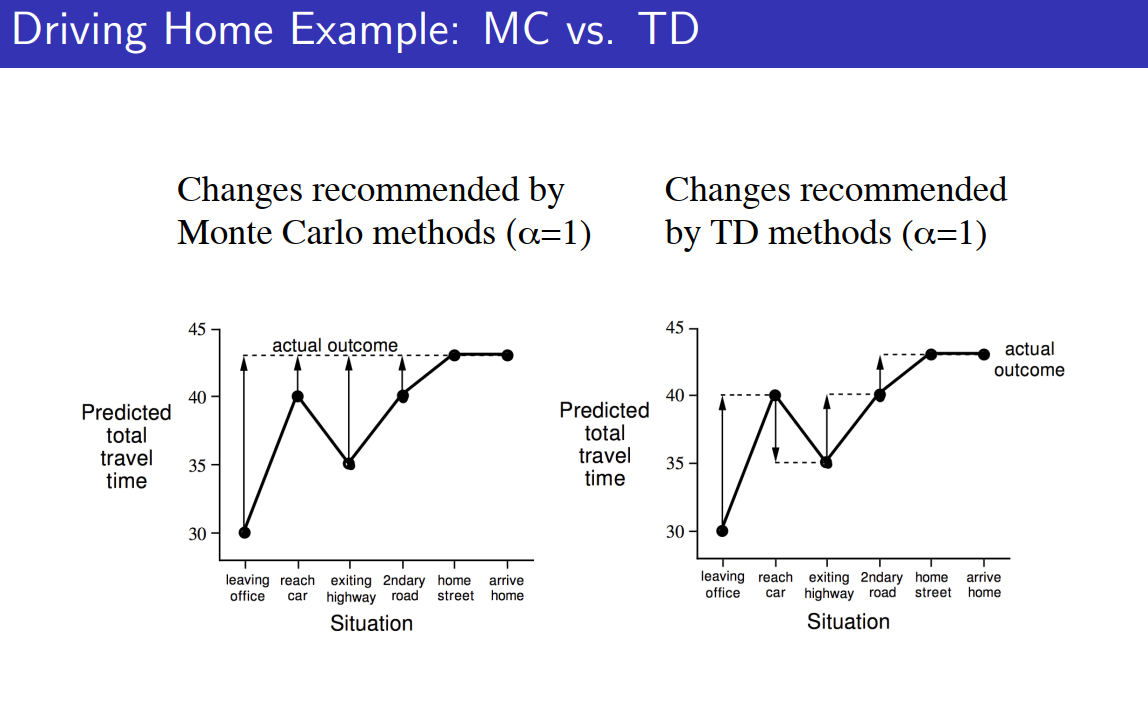 Driving Home Example: MC vs. TD
Changes recommended by
Monte Carlo methods (α=1)
45
40
35
30
actual outcome
Predicted
total
travel
time
leaving
office
reach
car
exiting
highway
2ndary
road
home
street
arrive
home
Situation
Changes recommended
by TD methods (α=1)
45
40
35
30
actual
outcome
Predicted
total
travel
time
leaving
office
reach
car
exiting
highway
2ndary
road
home
street
arrive
home
Situation